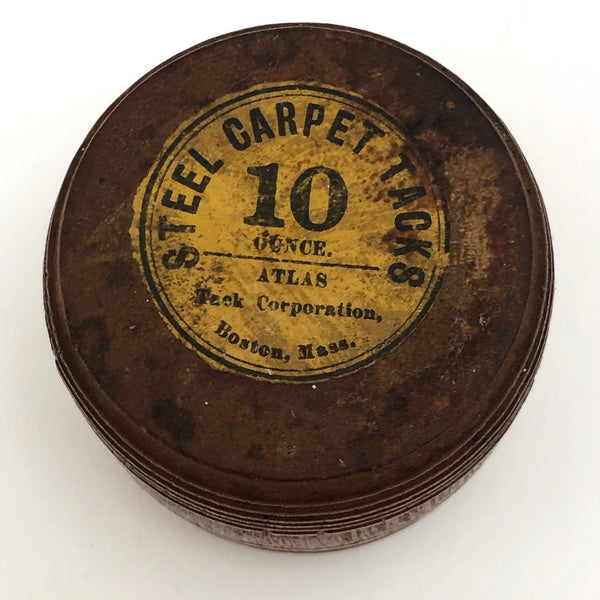 STEEL CARPET TACKS
10
OUNCE.
ATLAS
Tack Corporation,
Boston, Mass.